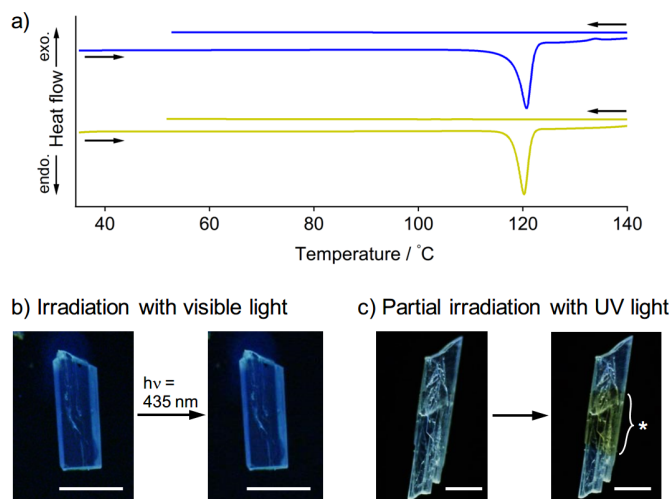 a)
exo.
Heat flow
endo.
40 60 80 100 120 140
Temperature / °C
b) Irradiation with visible light
c) Partial irradiation with UV light
hν =
435 nm
*